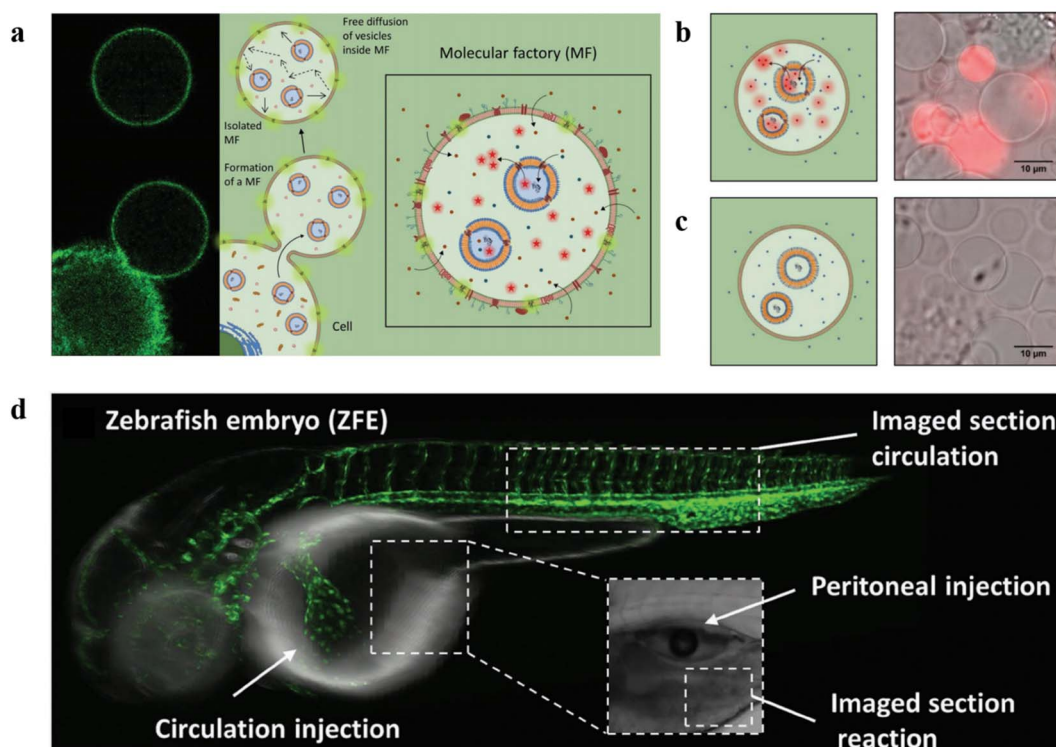 a
Free diffusion
of vesicles
inside MF
Isolated
MF
Formation
of a MF
Cell
Molecular factory (MF)
b
10 µm
c
10 µm
d
Zebrafish embryo (ZFE)
Imaged section
circulation
Peritoneal injection
Circulation injection
Imaged section
reaction